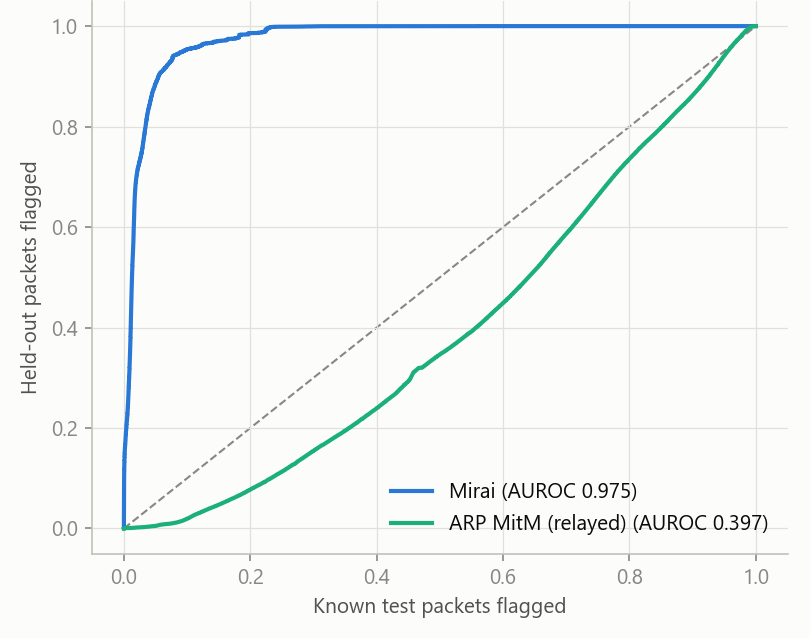 1.0
0.8
0.6
0.4
0.2
0.0
Held-out packets flagged
Mirai (AUROC 0.975)
ARP MitM (relayed) (AUROC 0.397)
0.0 0.2 0.4 0.6 0.8 1.0
Known test packets flagged